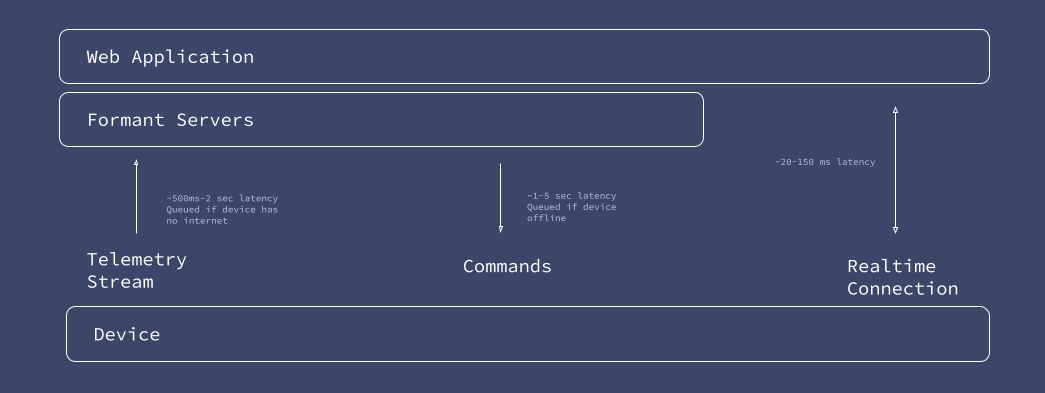 Web Application
Formant Servers
~20-150 ms latency
~500ms-2 sec latency
Queued if device has
no internet
~1-5 sec latency
Queued if device
offline
Telemetry
Stream
Commands
Realtime
Connection
Device